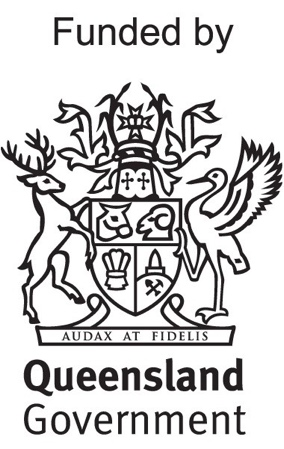 Funded by
AUDAX AT FIDELIS
Queensland
Government